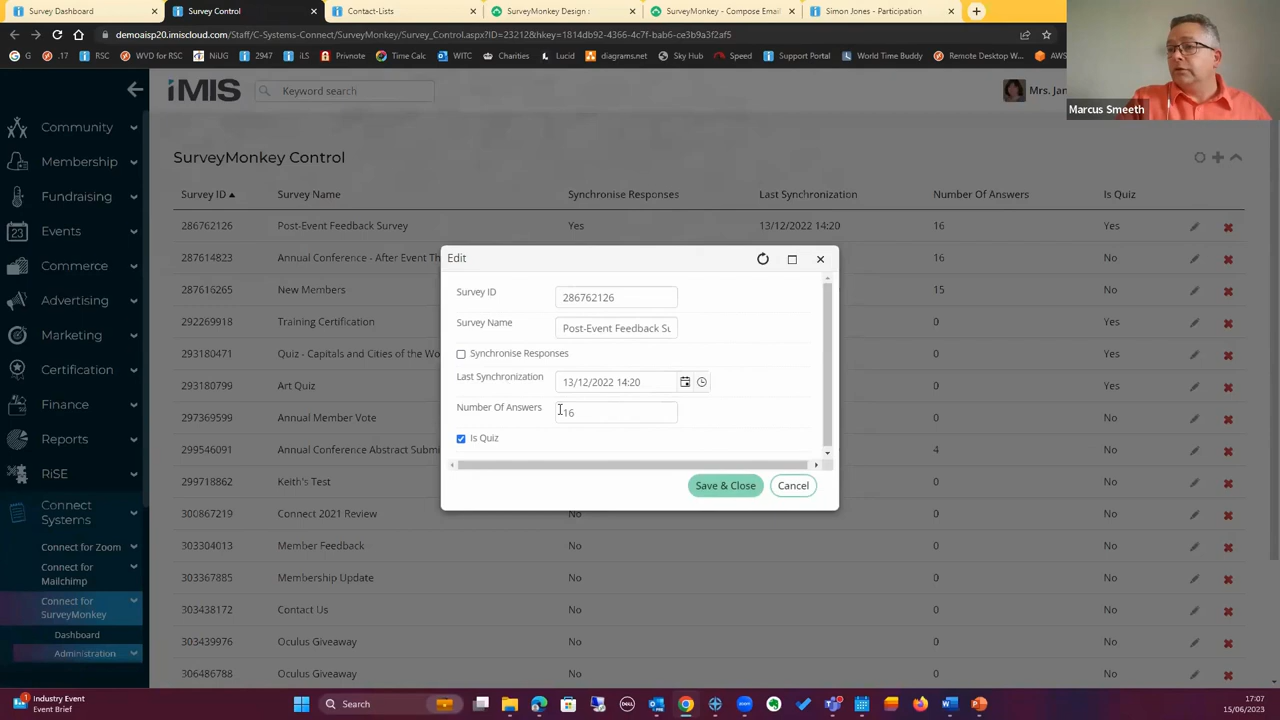 Survey Dashboard
Survey Control
Contact-Lists
SurveyMonkey Design :
SurveyMonkey - Compose Email
Simon Jones - Participation
demoaisp20.imiscloud.com/Staff/C-Systems-Connect/SurveyMonkey/Survey_Control.aspx?ID=23212&hkey=1814db92-4366-4c7f-bab6-ce3b9a3f2af5
G
.17
RSC
NiUG
2947
iLS
Privnote
Time Calc
WITC
Charities
Lucid
diagrams.net
Sky Hub
Speed
Support Portal
World Time Buddy
Remote Desktop W...
AWS
Marcus Smeeth
iMIS
Keyword search
Mrs. Jan
Community
Membership
Fundraising
Events
Commerce
Advertising
Marketing
Certification
Finance
Reports
RiSE
Connect
Systems
Connect for Zoom
Connect for
Mailchimp
Connect for
SurveyMonkey
Dashboard
Administration
SurveyMonkey Control
Survey ID Survey Name Synchronise Responses Last Synchronization Number Of Answers Is Quiz
286762126 Post-Event Feedback Survey Yes 13/12/2022 14:20 16 Yes
287614823 Annual Conference - After Event Th 16 No
287616265 New Members 15 No
292269918 Training Certification 0 Yes
293180471 Quiz - Capitals and Cities of the Wo 0 Yes
293180799 Art Quiz 0 Yes
297369599 Annual Member Vote 0 No
299546091 Annual Conference Abstract Submi 4 No
299718862 Keith's Test 0 No
300867219 Connect 2021 Review No 0 No
303304013 Member Feedback No 0 No
303367885 Membership Update No 0 No
303438172 Contact Us No 0 No
303439976 Oculus Giveaway No 0 No
306486788 Oculus Giveaway No 0 No
Edit
Survey ID 286762126
Survey Name Post-Event Feedback Su
Synchronise Responses
Last Synchronization 13/12/2022 14:20
Number Of Answers 16
Is Quiz
Save & Close
Cancel
1
Industry Event
Event Brief
Search
17:07
15/06/2023